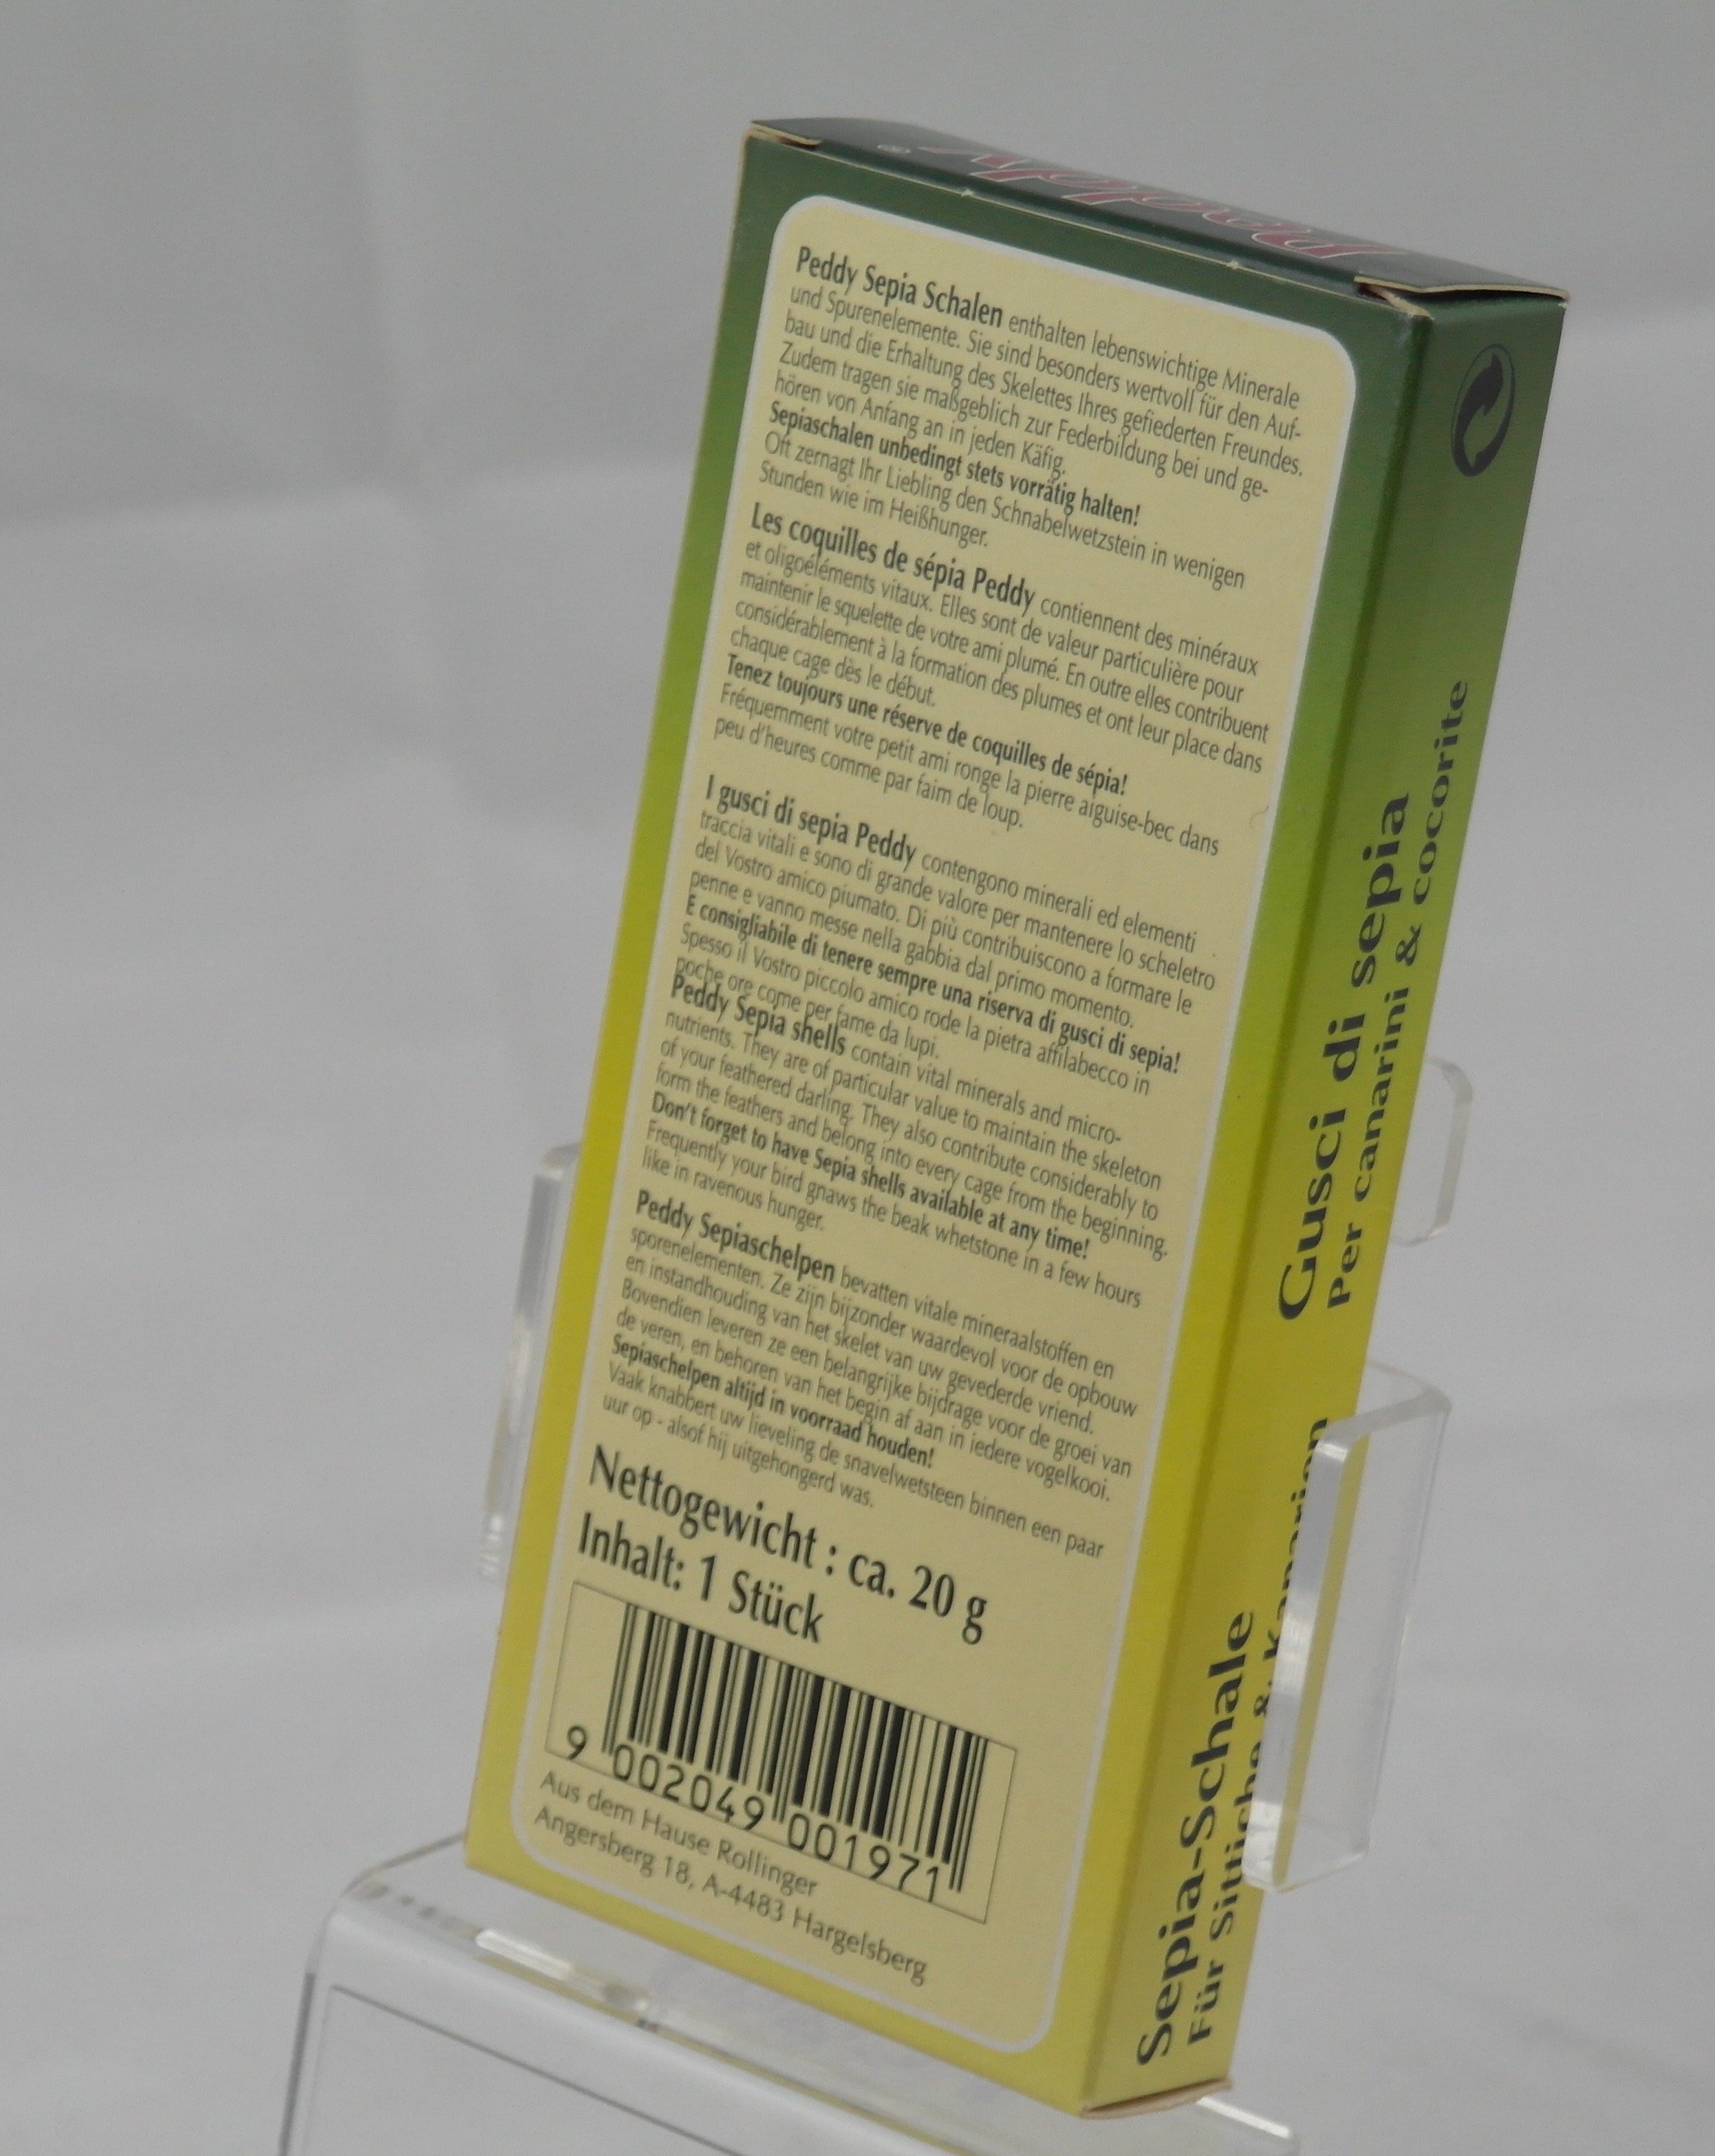 Peddy
®
Peddy Sepia Schalen enthalten lebenswichtige Minerale
und Spurenelemente. Sie sind besonders wertvoll für den Auf-
bau und die Erhaltung des Skelettes Ihres gefiederten Freundes.
Zudem tragen sie maßgeblich zur Federbildung bei und ge-
hören von Anfang an in jeden Käfig.
Sepiaschalen unbedingt stets vorrätig halten!
Oft zernagt Ihr Liebling den Schnabelwetzstein in wenigen
Stunden wie im Heißhunger.
Les coquilles de sépia Peddy contiennent des minéraux
et oligoéléments vitaux. Elles sont de valeur particulière pour
maintenir le squelette de votre ami plumé. En outre elles contribuent
considérablement à la formation des plumes et ont leur place dans
chaque cage dès le début.
Tenez toujours une réserve de coquilles de sépia!
Fréquemment votre petit ami ronge la pierre aiguise-bec dans
peu d'heures comme par faim de loup.
I gusci di sepia Peddy contengono minerali ed elementi
traccia vitali e sono di grande valore per mantenere lo scheletro
del Vostro amico piumato. Di più contribuiscono a formare le
penne e vanno messe nella gabbia dal primo momento.
E consigliabile di tenere sempre una riserva di gusci di sepia!
Spesso il Vostro piccolo amico rode la pietra affilabecco in
poche ore come per fame da lupi.
Peddy Sepia shells contain vital minerals and micro-
nutrients. They are of particular value to maintain the skeleton
of your feathered darling. They also contribute considerably to
form the feathers and belong into every cage from the beginning.
Don't forget to have Sepia shells available at any time!
Frequently your bird gnaws the beak whetstone in a few hours
like in ravenous hunger.
Peddy Sepiaschelpen bevatten vitale mineraalstoffen en
sporenelementen. Ze zijn bijzonder waardevol voor de opbouw
en instandhouding van het skelet van uw gevederde vriend.
Bovendien leveren ze een belangrijke bijdrage voor de groei van
de veren, en behoren van het begin af aan in iedere vogelkooi.
Sepiaschelpen altijd in voorraad houden!
Vaak knabbert uw lieveling de snavelwetsteen binnen een paar
uur op - alsof hij uitgehongerd was.
Nettogewicht : ca. 20 g
Inhalt: 1 Stück
9 002049 001971
Aus dem Hause Rollinger
Angersberg 18, A-4483 Hargelsberg
Sepia-Schale
Für Sittiche & Kanarien
Gusci di sepia
Per canarini & cocorite